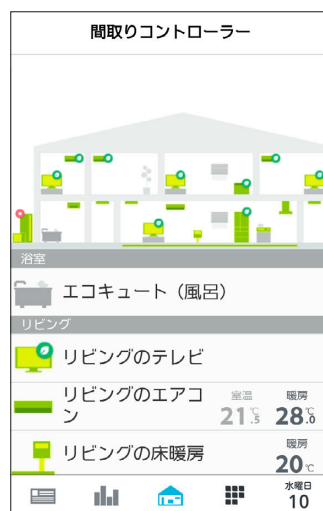 間取りコントローラー
浴室
エコキュート（風呂）
リビング
リビングのテレビ
リビングのエアコ
ン
室温
21.5℃
暖房
28.0℃
リビングの床暖房
暖房
20℃
水曜日
10